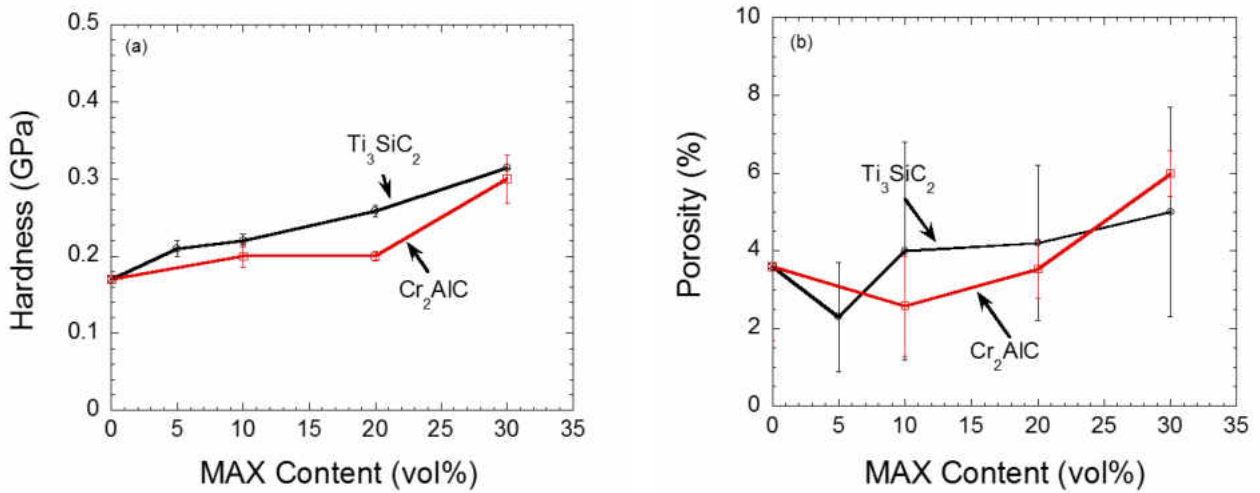 (a)
Hardness (GPa)
0.5
0.4
0.3
0.2
0.1
0
Ti₃SiC₂
Cr₂AlC
0 5 10 15 20 25 30 35
MAX Content (vol%)
(b)
Porosity (%)
10
8
6
4
2
0
Ti₃SiC₂
Cr₂AlC
0 5 10 15 20 25 30 35
MAX Content (vol%)